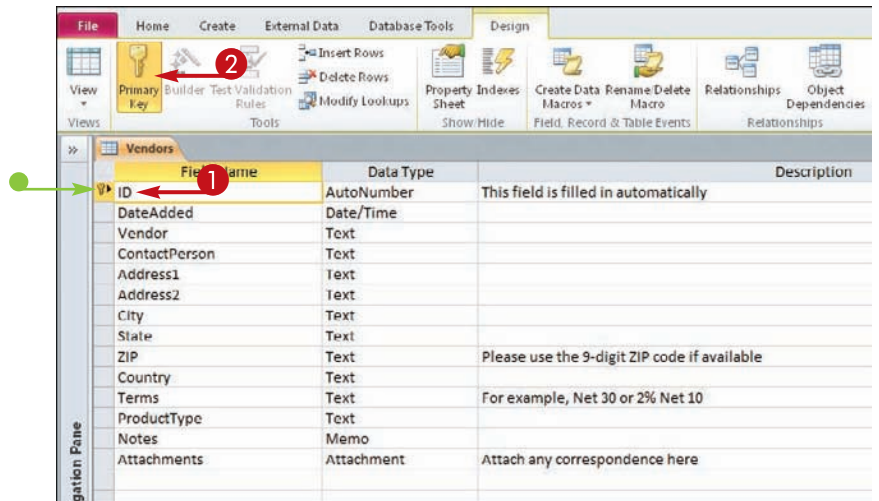 File Home Create External Data Database Tools Design
2
Insert Rows
Delete Rows
Modify Lookups
View Primary Key Builder Test Validation Rules Property Sheet Indexes Create Data Macros Rename/Delete Macro Relationships Object Dependencies
Views Tools Show/Hide Field, Record & Table Events Relationships
» Vendors
Field Name Data Type Description
1
ID AutoNumber This field is filled in automatically
DateAdded Date/Time
Vendor Text
ContactPerson Text
Address1 Text
Address2 Text
City Text
State Text
ZIP Text Please use the 9-digit ZIP code if available
Country Text
Terms Text For example, Net 30 or 2% Net 10
ProductType Text
Notes Memo
Attachments Attachment Attach any correspondence here
gation Pane